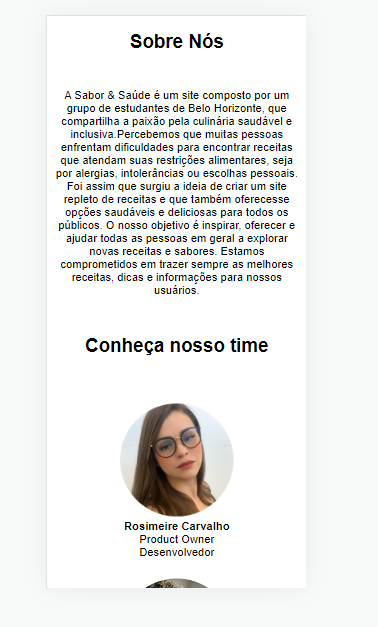 Sobre Nós
A Sabor & Saúde é um site composto por um
grupo de estudantes de Belo Horizonte, que
compartilha a paixão pela culinária saudável e
inclusiva.Percebemos que muitas pessoas
enfrentam dificuldades para encontrar receitas
que atendam suas restrições alimentares, seja
por alergias, intolerâncias ou escolhas pessoais.
Foi assim que surgiu a ideia de criar um site
repleto de receitas e que também oferecesse
opções saudáveis e deliciosas para todos os
públicos. O nosso objetivo é inspirar, oferecer e
ajudar todas as pessoas em geral a explorar
novas receitas e sabores. Estamos
comprometidos em trazer sempre as melhores
receitas, dicas e informações para nossos
usuários.
Conheça nosso time
Rosimeire Carvalho
Product Owner
Desenvolvedor